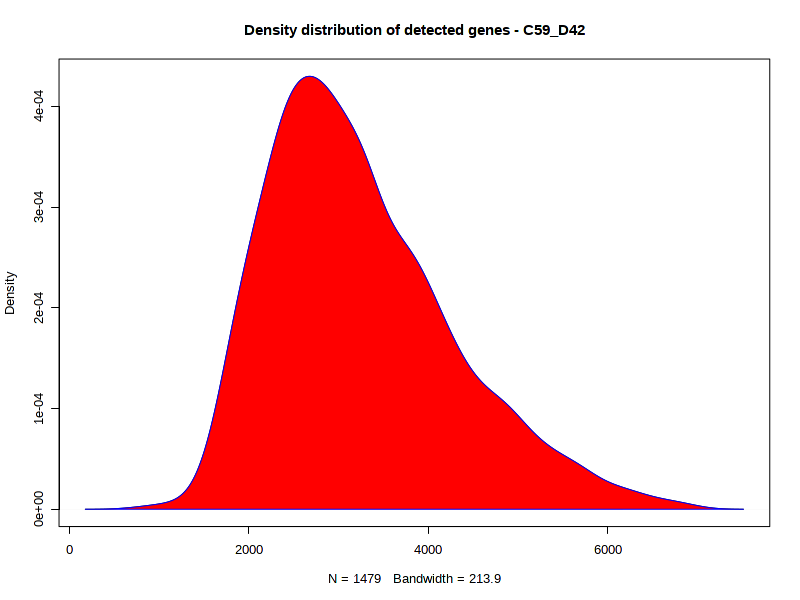 Density distribution of detected genes - C59_D42
Density
4e-04
3e-04
2e-04
1e-04
0e+00
0 2000 4000 6000
N = 1479 Bandwidth = 213.9